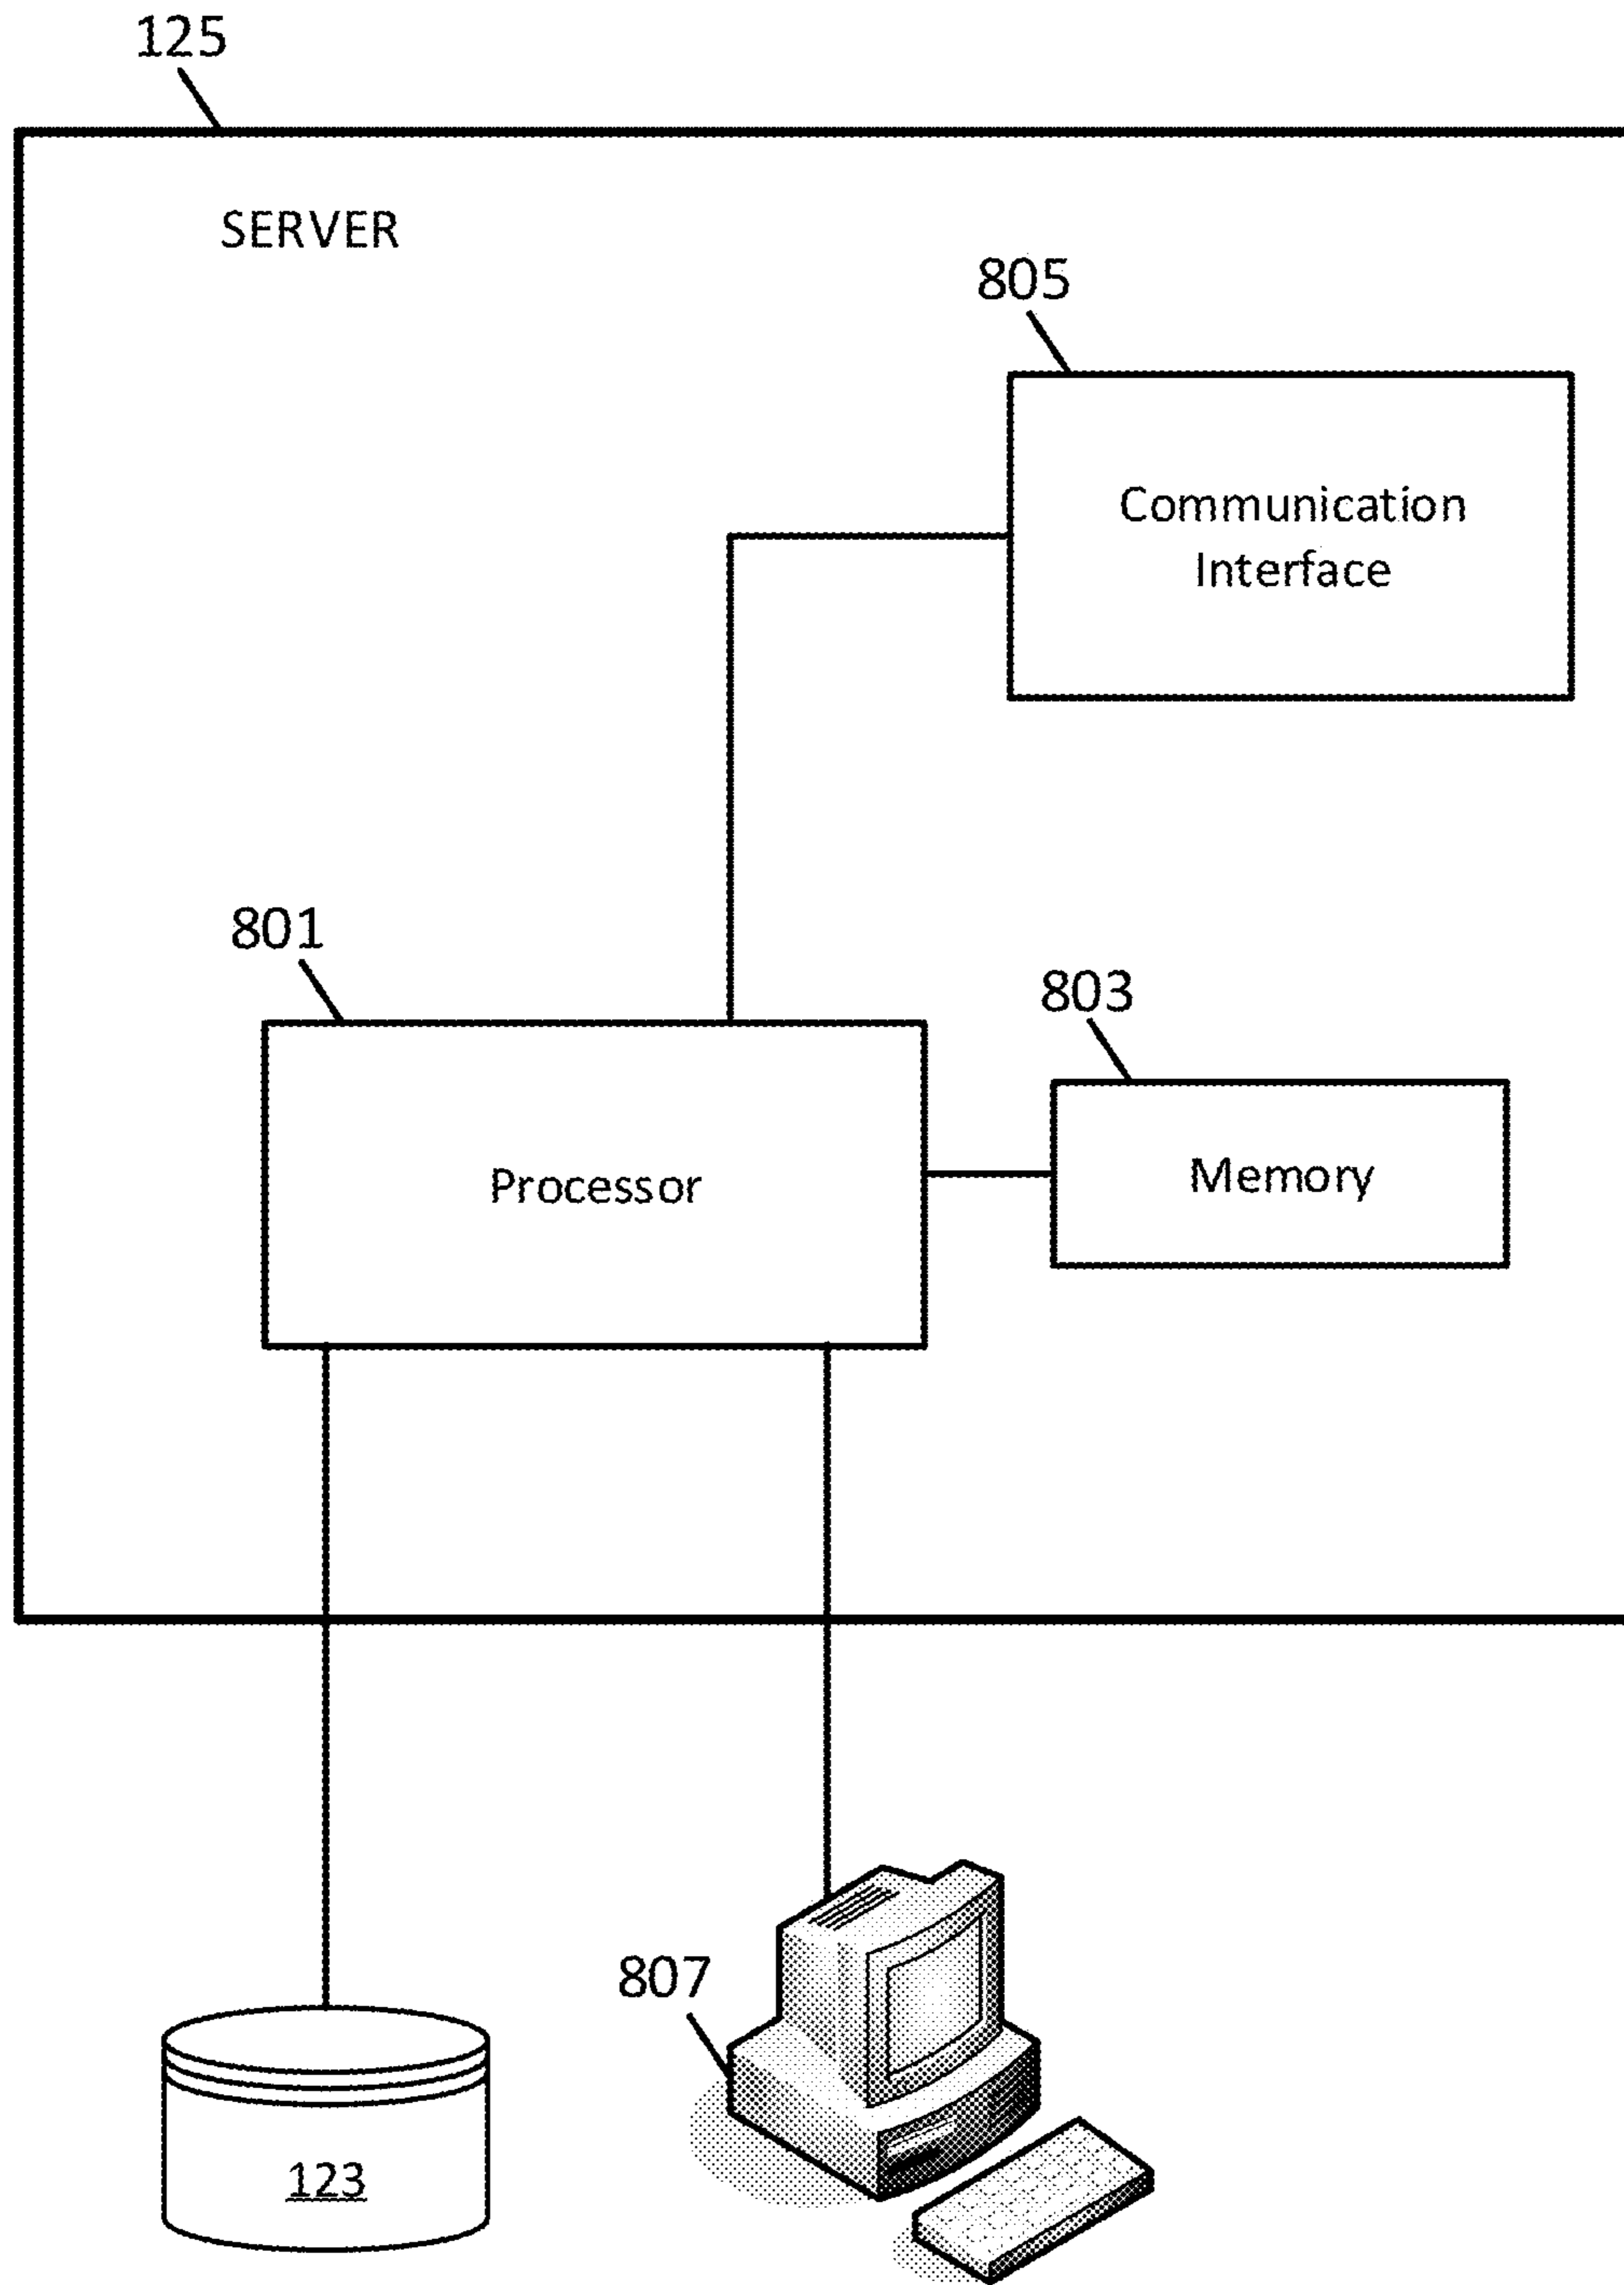 125
SERVER
805
Communication
Interface
801
803
Processor
Memory
807
123